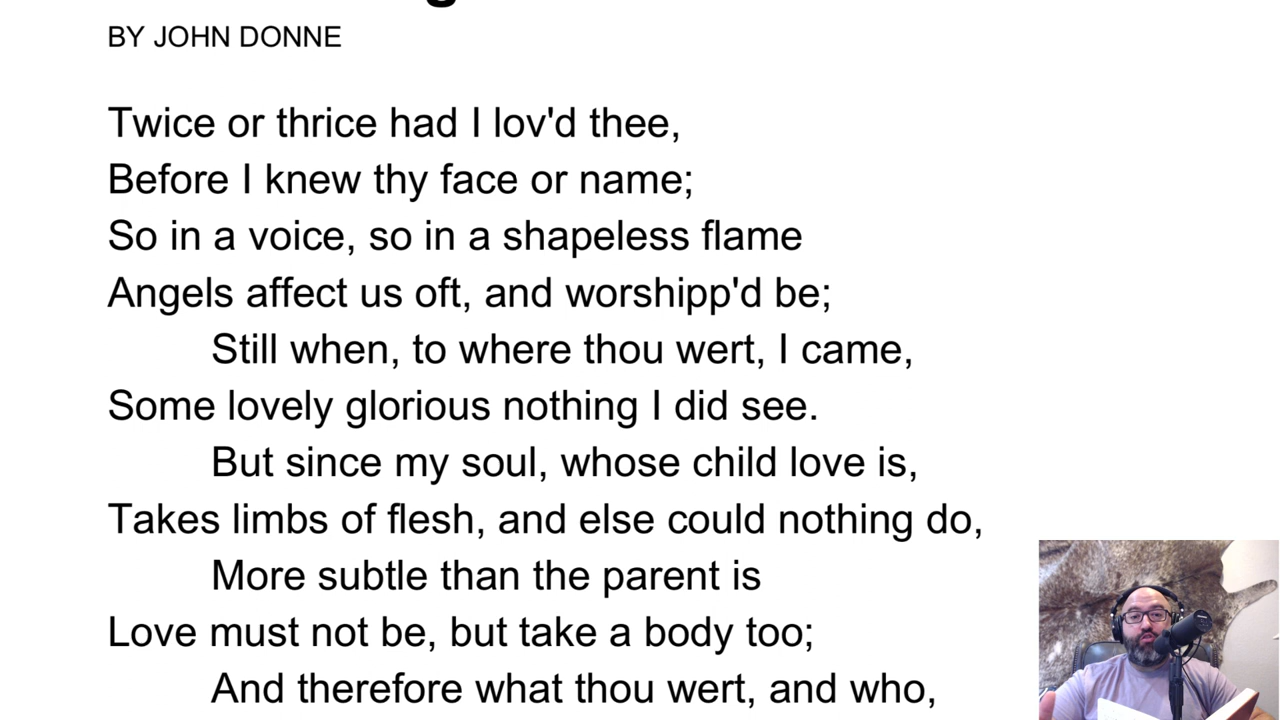 BY JOHN DONNE
Twice or thrice had I lov'd thee,
Before I knew thy face or name;
So in a voice, so in a shapeless flame
Angels affect us oft, and worshipp'd be;
Still when, to where thou wert, I came,
Some lovely glorious nothing I did see.
But since my soul, whose child love is,
Takes limbs of flesh, and else could nothing do,
More subtle than the parent is
Love must not be, but take a body too;
And therefore what thou wert, and who,